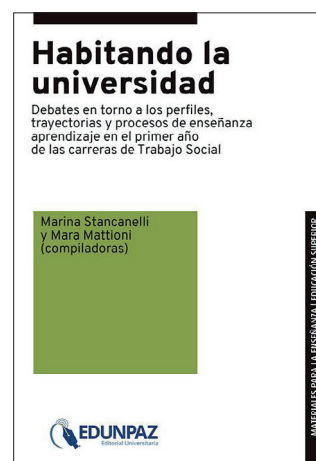 Habitando la
universidad
Debates en torno a los perfiles,
trayectorias y procesos de enseñanza
aprendizaje en el primer año
de las carreras de Trabajo Social
Marina Stancanelli
y Mara Mattioni
(compiladoras)
MATERIALES PARA LA ENSEÑANZA | EDUCACIÓN SUPERIOR
EDUNPAZ
Editorial Universitaria